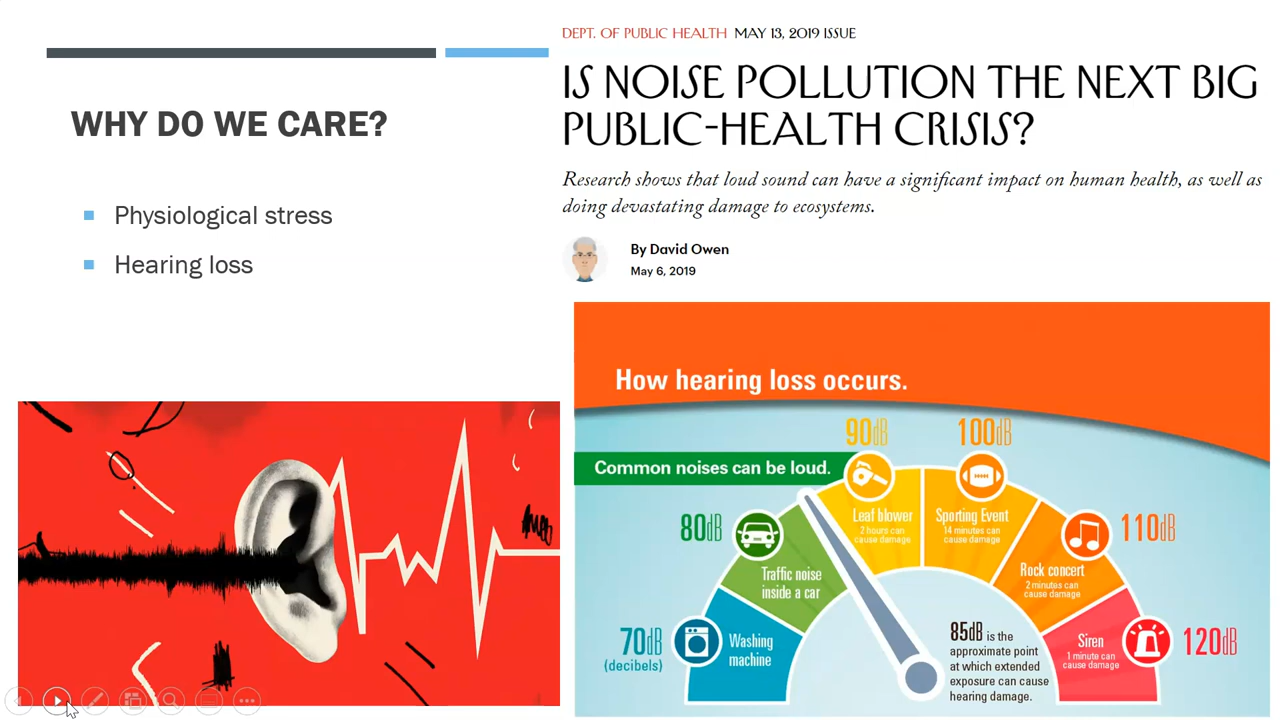 WHY DO WE CARE?
Physiological stress
Hearing loss
DEPT. OF PUBLIC HEALTH MAY 13, 2019 ISSUE
IS NOISE POLLUTION THE NEXT BIG
PUBLIC-HEALTH CRISIS?
Research shows that loud sound can have a significant impact on human health, as well as
doing devastating damage to ecosystems.
By David Owen
May 6, 2019
How hearing loss occurs.
Common noises can be loud.
70dB
(decibels)
Washing
machine
80dB
Traffic noise
inside a car
90dB
Leaf blower
2 hours can
cause damage
100dB
Sporting Event
14 minutes can
cause damage
110dB
Rock concert
2 minutes can
cause damage
120dB
Siren
1 minute can
cause damage
85dB is the
approximate point
at which extended
exposure can cause
hearing damage.